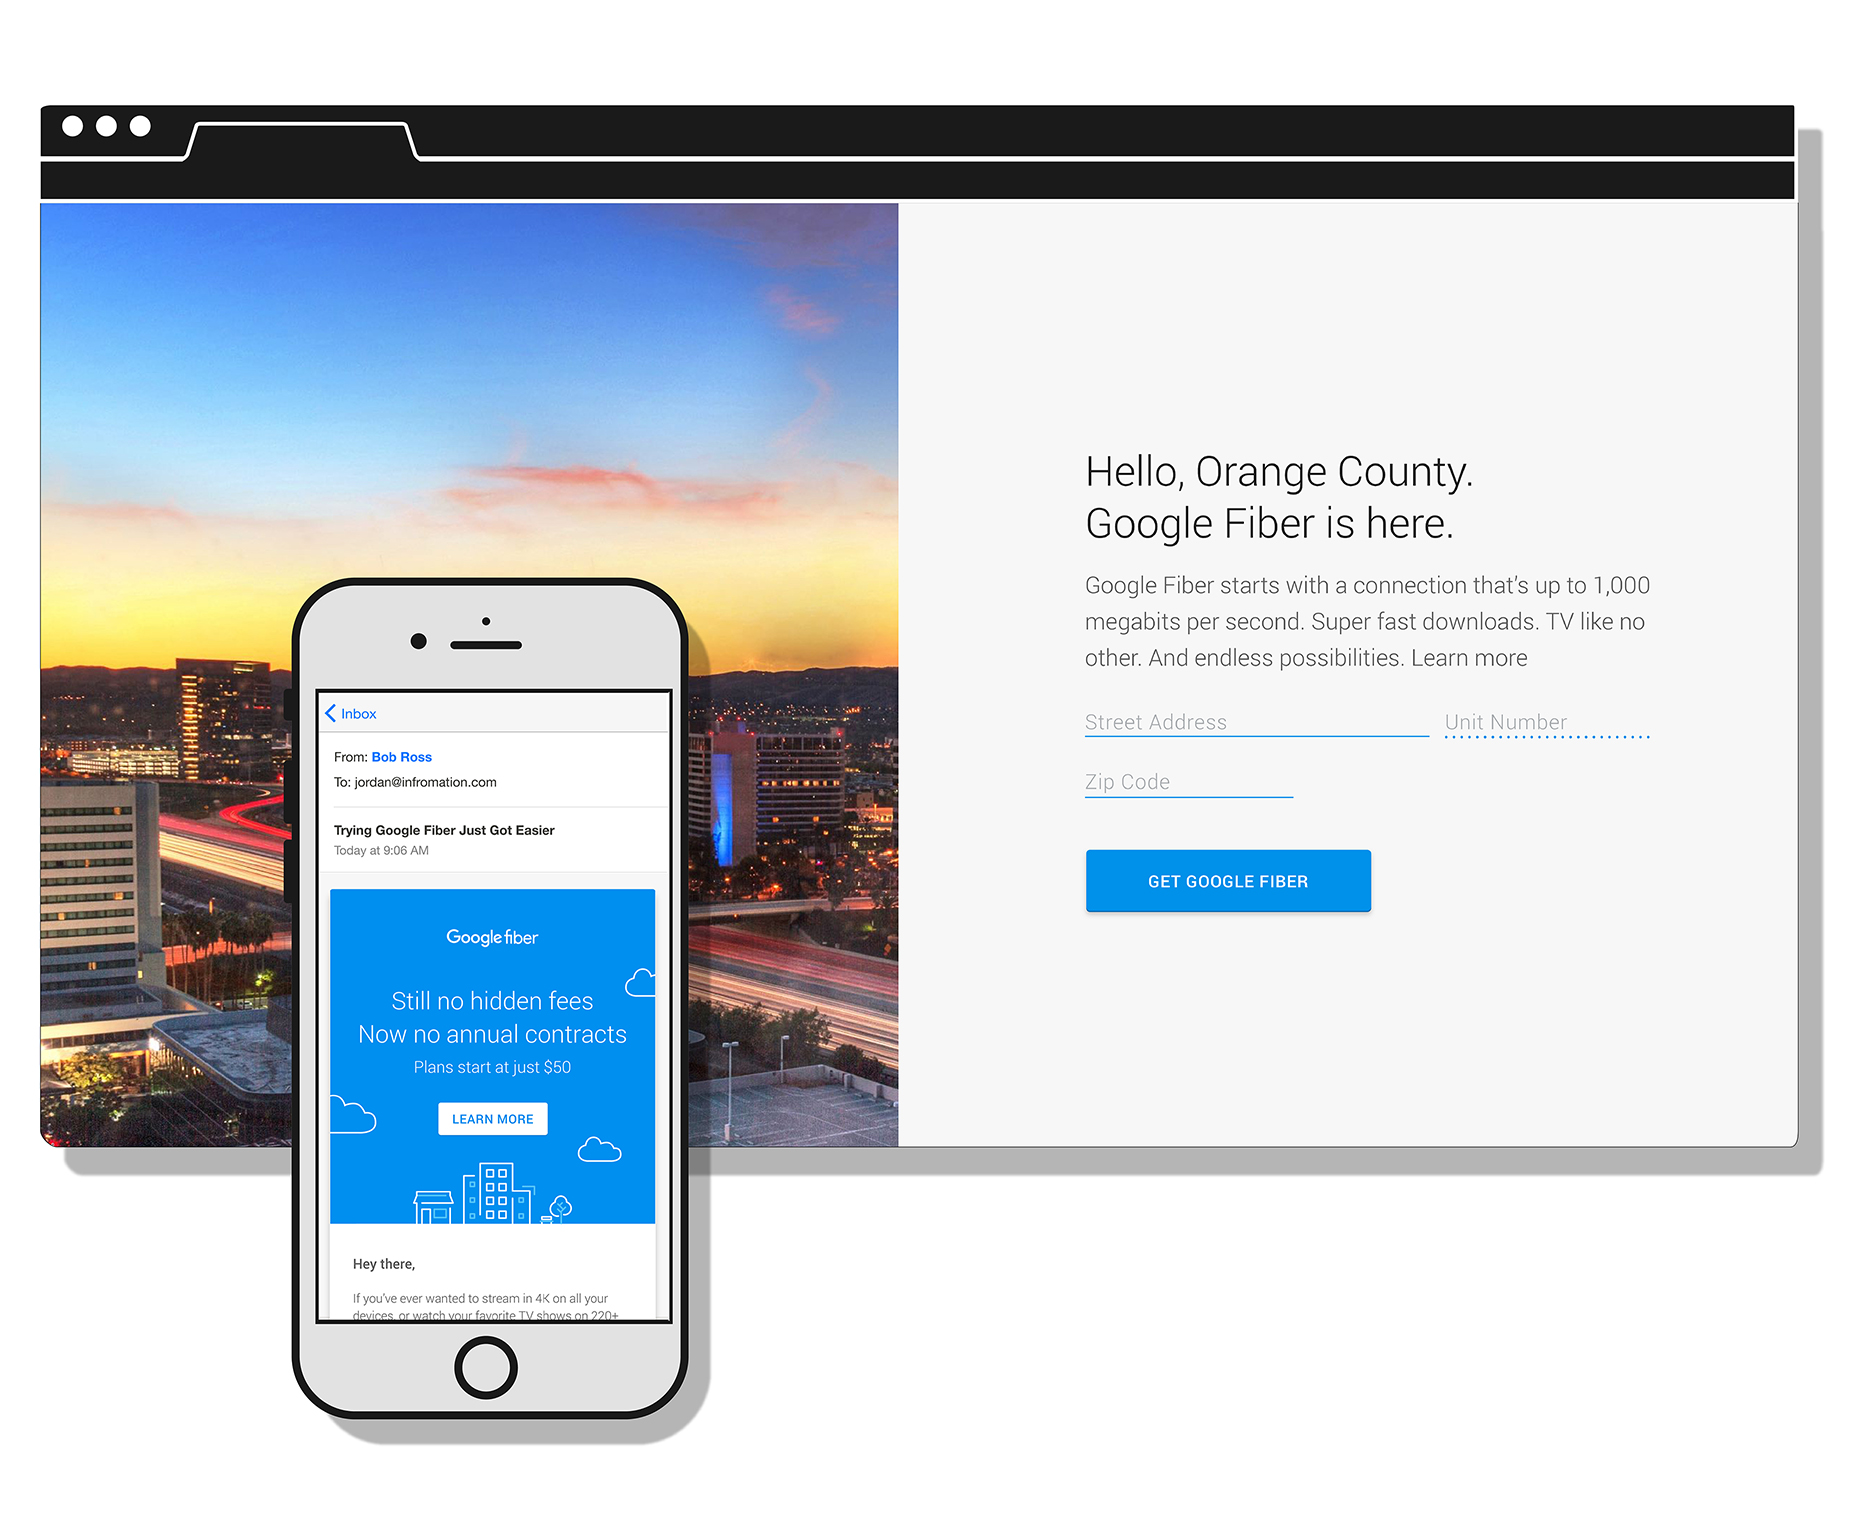 Hello, Orange County.
Google Fiber is here.
Google Fiber starts with a connection that's up to 1,000
megabits per second. Super fast downloads. TV like no
other. And endless possibilities. Learn more
Street Address
Unit Number
Zip Code
GET GOOGLE FIBER
Inbox
From: Bob Ross
To: jordan@infromation.com
Trying Google Fiber Just Got Easier
Today at 9:06 AM
Google fiber
Still no hidden fees
Now no annual contracts
Plans start at just $50
LEARN MORE
Hey there,
If you've ever wanted to stream in 4K on all your
devices, or watch your favorite TV shows on 220+